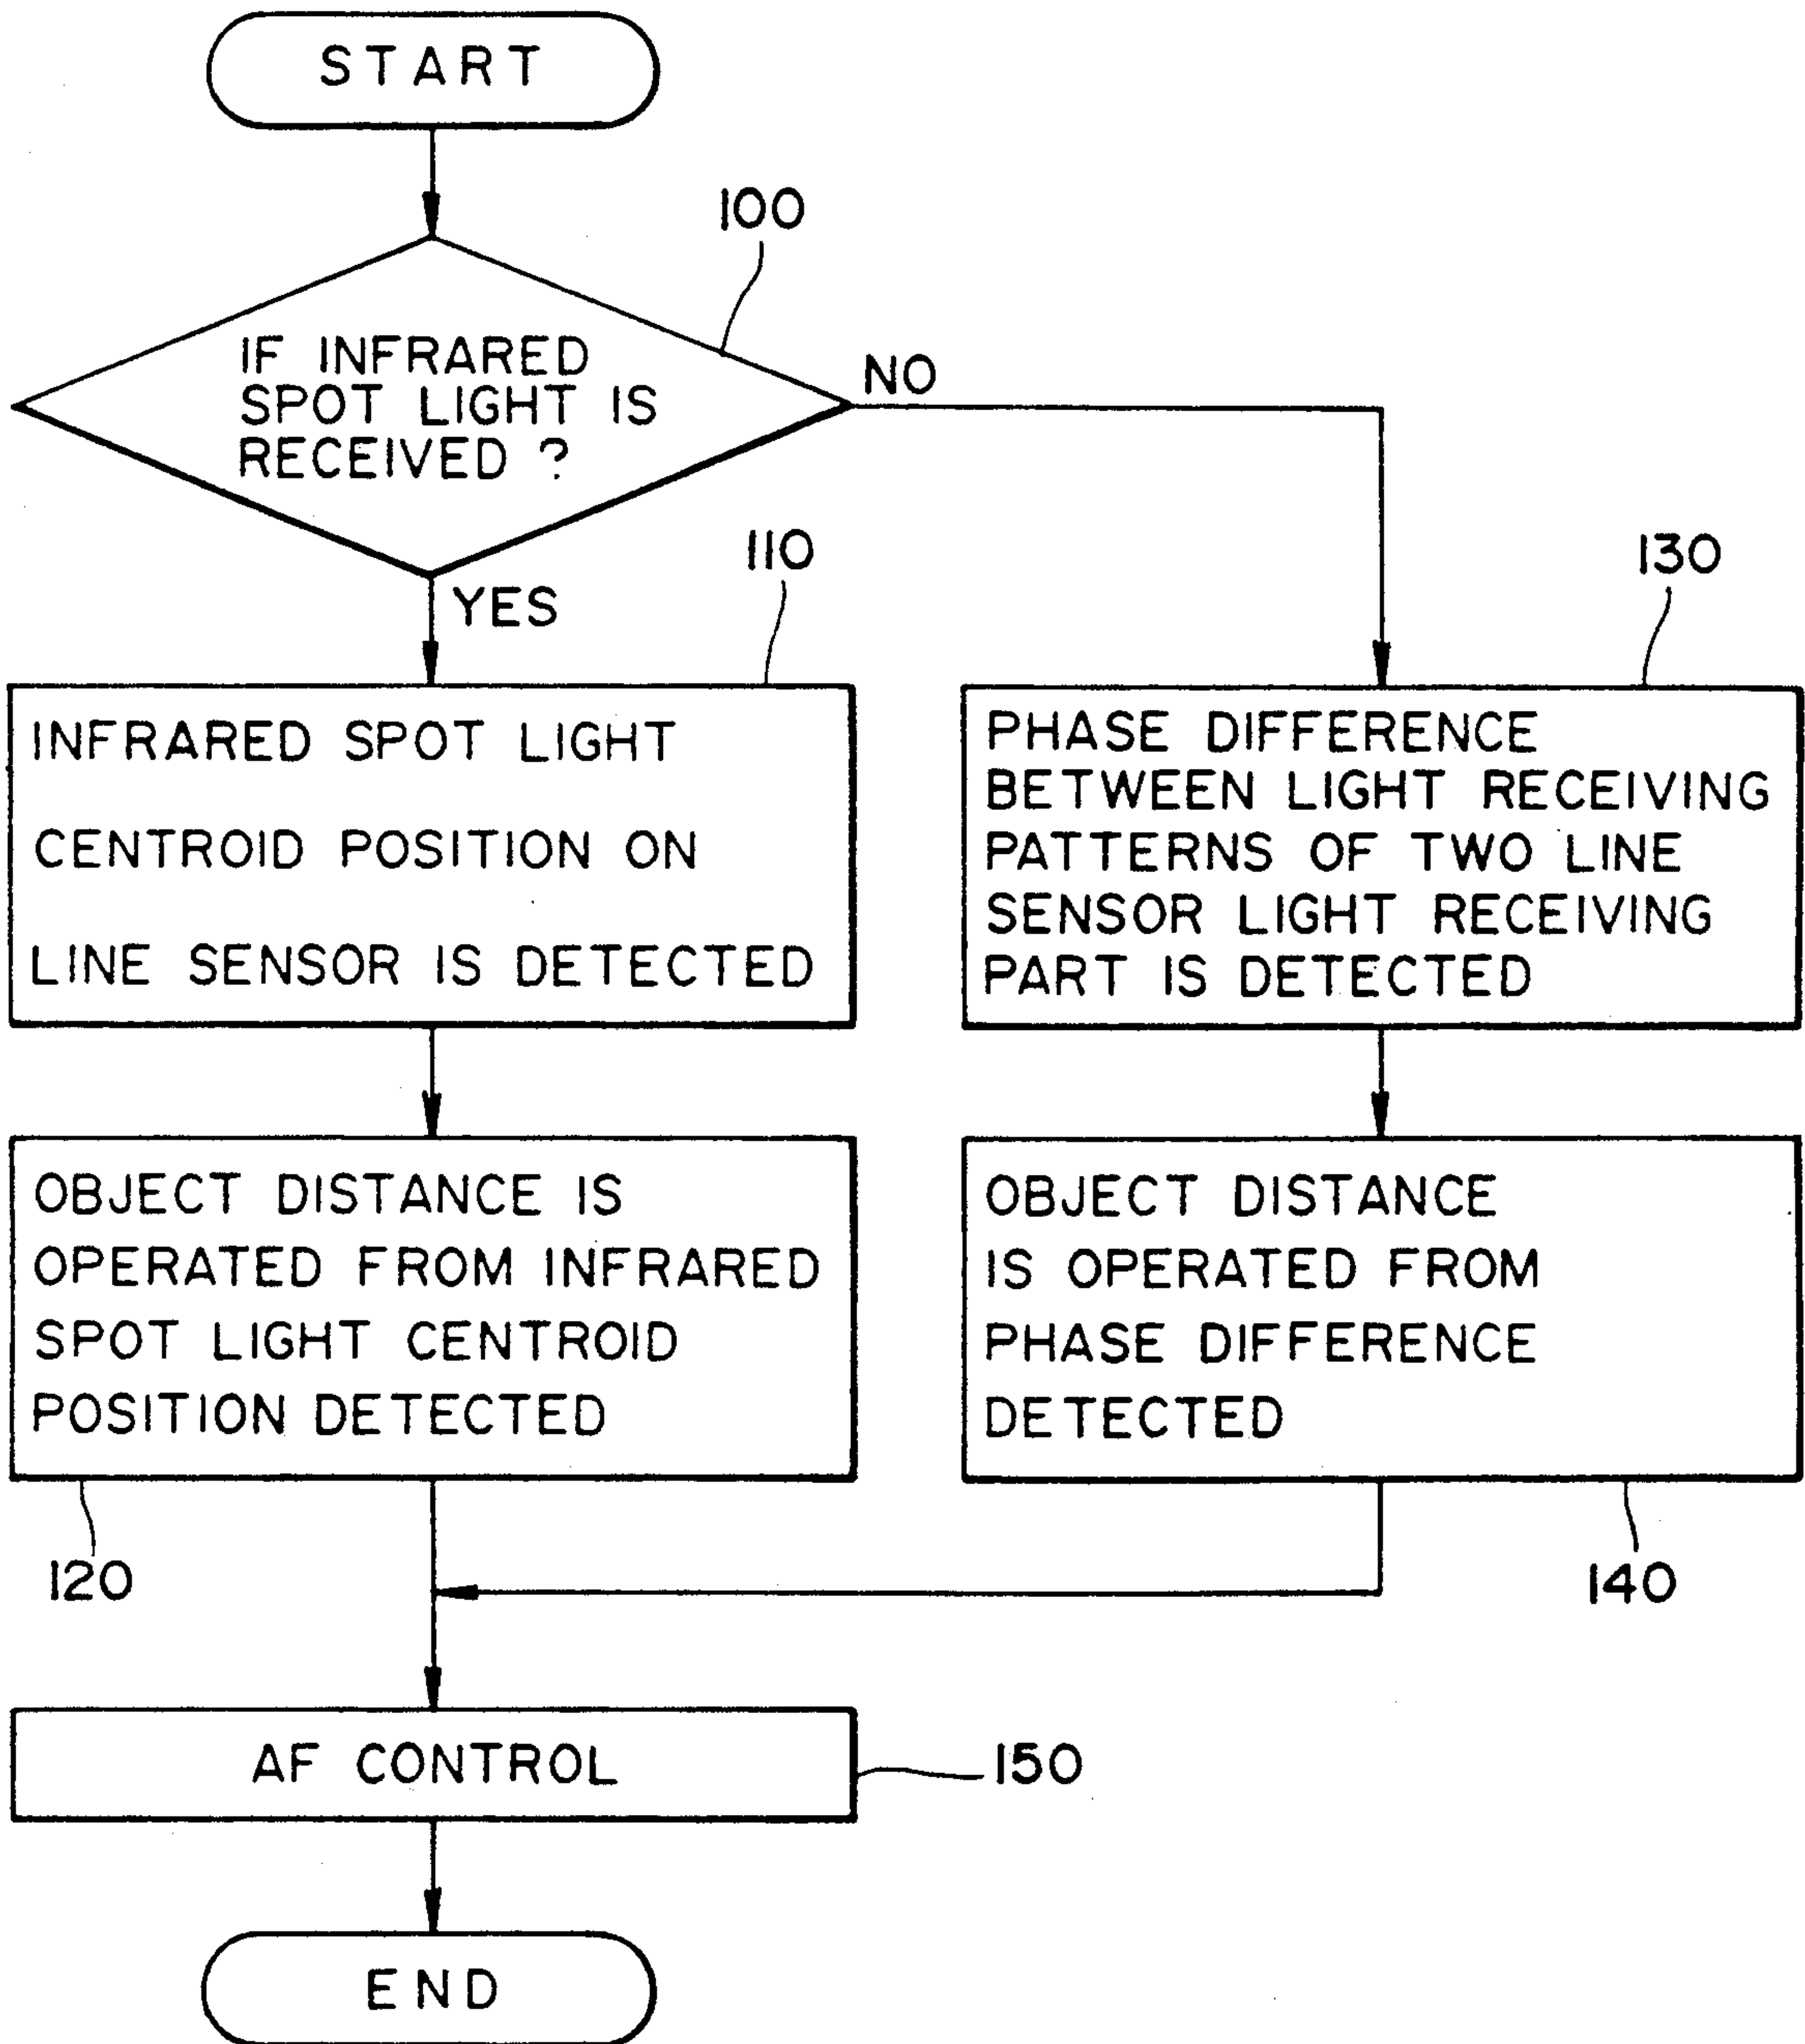 START
100
IF INFRARED
SPOT LIGHT IS
RECEIVED ?
NO
YES
110
INFRARED SPOT LIGHT
CENTROID POSITION ON
LINE SENSOR IS DETECTED
130
PHASE DIFFERENCE
BETWEEN LIGHT RECEIVING
PATTERNS OF TWO LINE
SENSOR LIGHT RECEIVING
PART IS DETECTED
OBJECT DISTANCE IS
OPERATED FROM INFRARED
SPOT LIGHT CENTROID
POSITION DETECTED
120
OBJECT DISTANCE
IS OPERATED FROM
PHASE DIFFERENCE
DETECTED
140
AF CONTROL
150
END